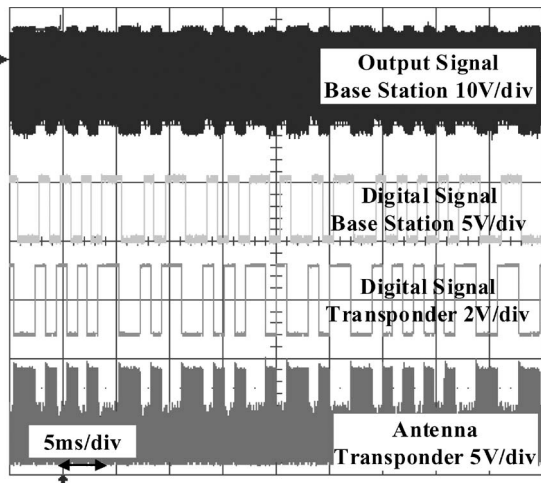 Output Signal
Base Station 10V/div
Digital Signal
Base Station 5V/div
Digital Signal
Transponder 2V/div
5ms/div
Antenna
Transponder 5V/div